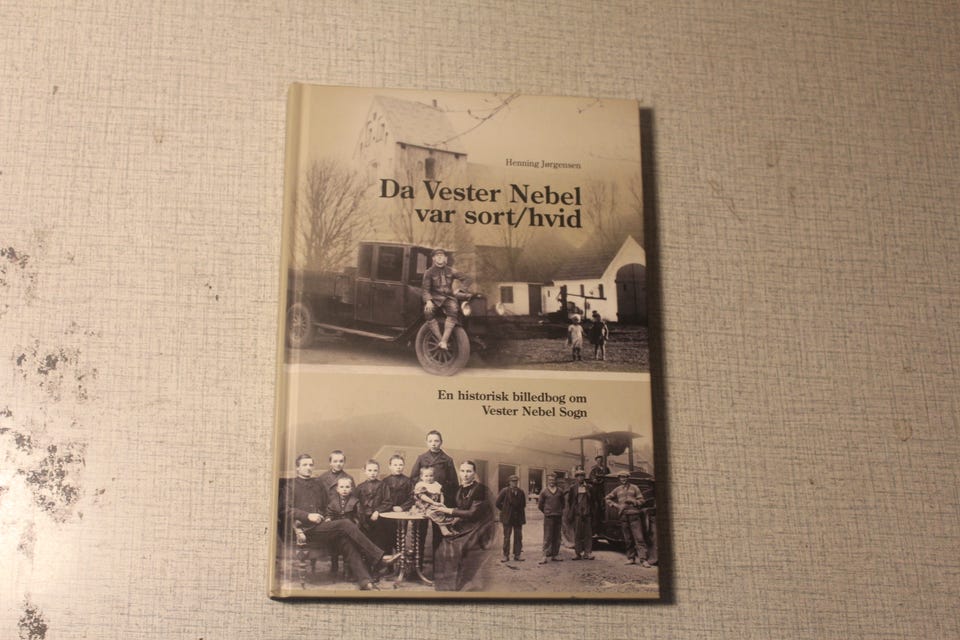 Henning Jørgensen
Da Vester Nebel
var sort/hvid
En historisk billedbog om
Vester Nebel Sogn